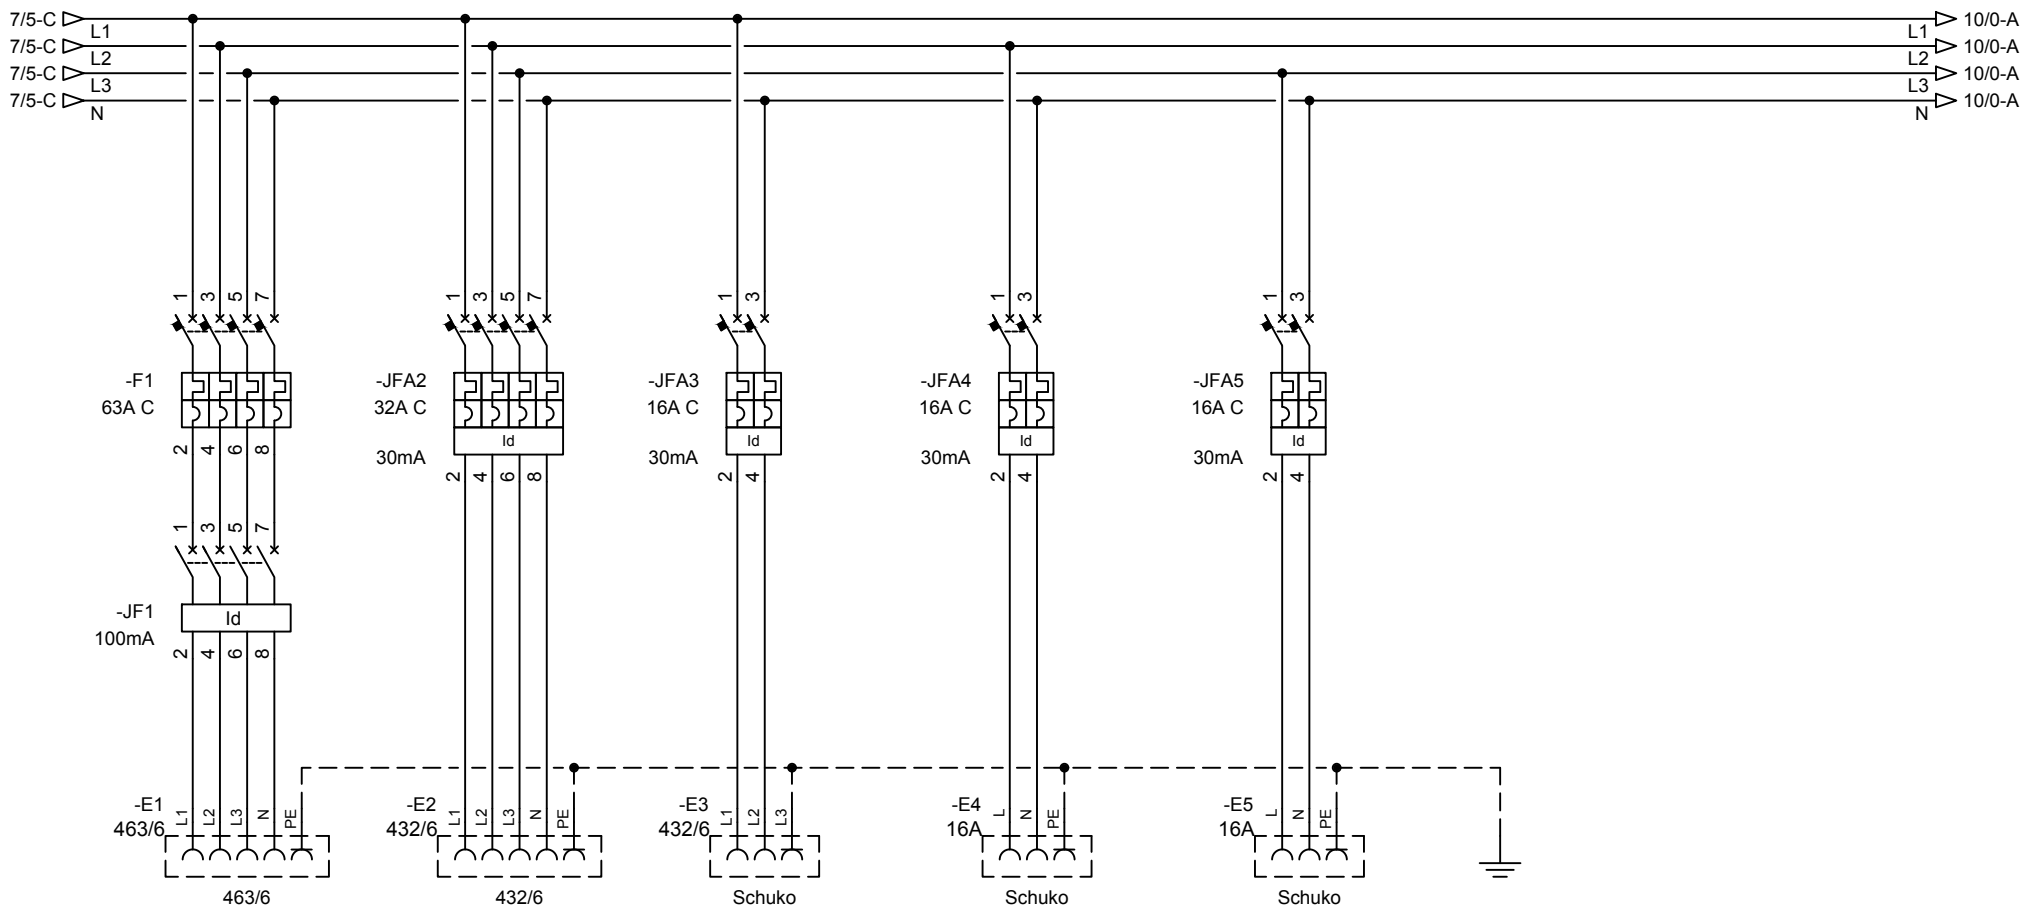 7/5-C L1 L1 10/0-A
7/5-C L2 L2 10/0-A
7/5-C L3 L3 10/0-A
7/5-C N N 10/0-A
1 3 5 7
1 3 5 7
1 3
1 3
1 3
-F1
63A C
-JFA2
32A C
Id
30mA
-JFA3
16A C
Id
30mA
-JFA4
16A C
Id
30mA
-JFA5
16A C
Id
30mA
2 4 6 8
2 4 6 8
2 4
2 4
2 4
1 3 5 7
-JF1
100mA
Id
2 4 6 8
-E1
463/6
L1 L2 L3 N PE
463/6
-E2
432/6
L1 L2 L3 N PE
432/6
-E3
432/6
L1 L2 L3
Schuko
-E4
16A
L N PE
Schuko
-E5
16A
L N PE
Schuko